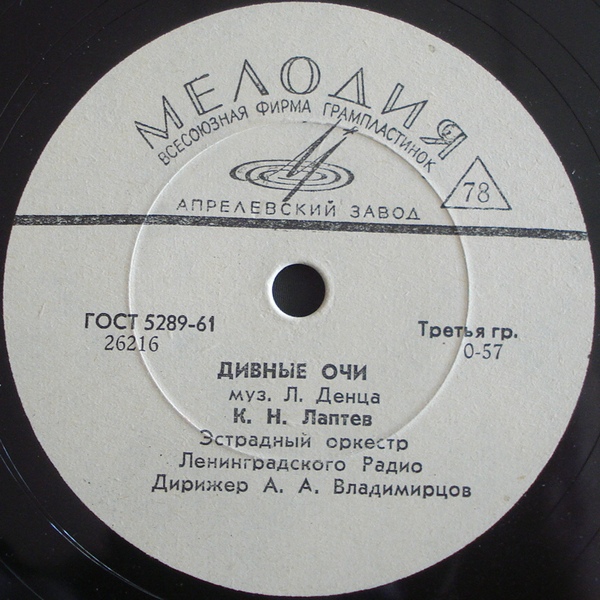 МЕЛОДИЯ
ВСЕСОЮЗНАЯ ФИРМА ГРАМПЛАСТИНОК
78
АПРЕЛЕВСКИЙ ЗАВОД
ГОСТ 5289-61
26216
Третья гр.
0-57
ДИВНЫЕ ОЧИ
муз. Л. Денца
К. Н. Лаптев
Эстрадный оркестр
Ленинградского Радио
Дирижер А. А. Владимирцов